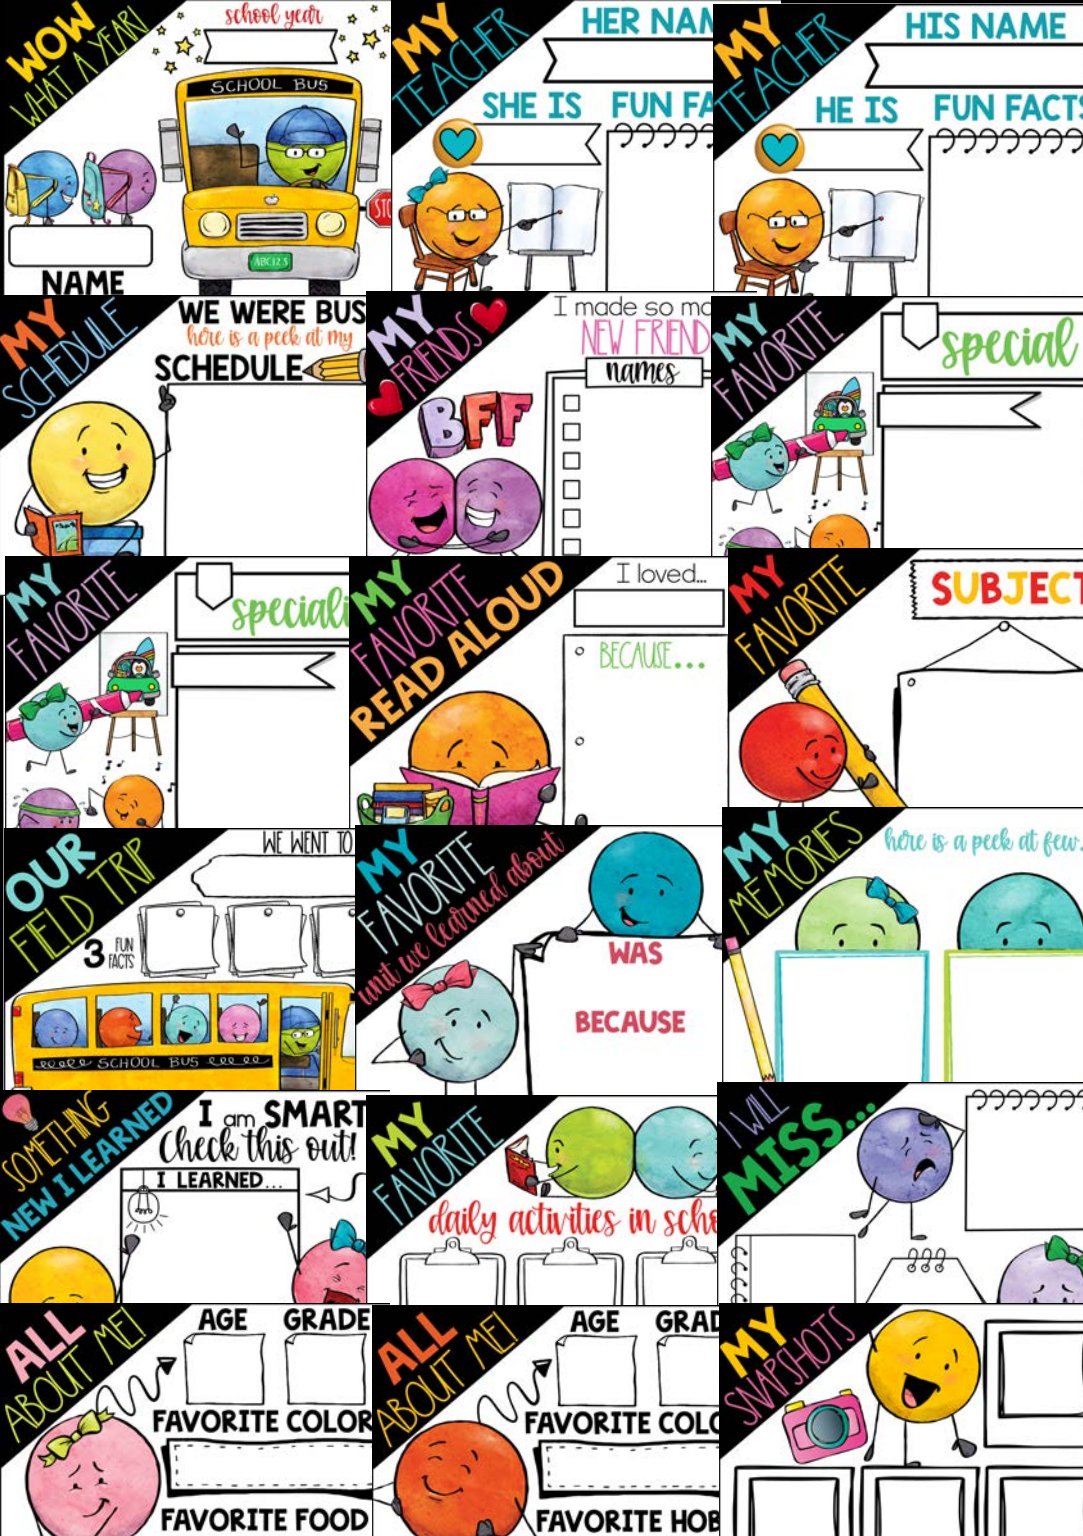 WOW
WHAT A YEAR!
school year
SCHOOL BUS
STO
ABC123
NAME
MY
TEACHER
HER NAM
SHE IS
FUN FA
MY
TEACHER
HIS NAME
HE IS
FUN FACTS
MY
SCHEDULE
WE WERE BUS
here is a peek at my
SCHEDULE
MY
FRIENDS
I made so ma
NEW FRIEND
names
BFF
MY
FAVORITE
special
MY
FAVORITE
speciali
MY
FAVORITE
READ ALOUD
I loved...
BECAUSE...
MY
FAVORITE
SUBJECT
OUR
FIELD TRIP
WE WENT TO
3 FUN
FACTS
SCHOOL BUS
MY
FAVORITE
unit we learned about
WAS
BECAUSE
MY
MEMORIES
here is a peek at few.
SOMETHING
NEW I LEARNED
I am SMART
Check this out!
I LEARNED...
MY
FAVORITE
daily activities in scho
I WILL
MISS...
ALL
ABOUT ME!
AGE
GRADE
FAVORITE COLOR
FAVORITE FOOD
ALL
ABOUT ME!
AGE
GRAD
FAVORITE COLO
FAVORITE HOB
MY
SNAPSHOTS